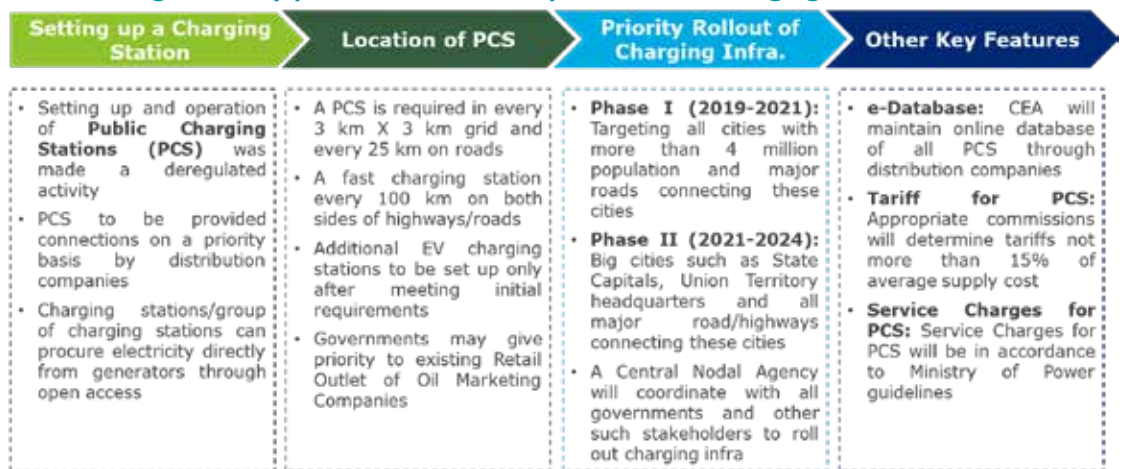 Setting up a Charging
Station
Location of PCS
Priority Rollout of
Charging Infra.
Other Key Features
• Setting up and operation
of Public Charging
Stations (PCS) was
made a deregulated
activity
• PCS to be provided
connections on a priority
basis by distribution
companies
• Charging stations/group
of charging stations can
procure electricity directly
from generators through
open access
• A PCS is required in every
3 km X 3 km grid and
every 25 km on roads
• A fast charging station
every 100 km on both
sides of highways/roads
• Additional EV charging
stations to be set up only
after meeting initial
requirements
• Governments may give
priority to existing Retail
Outlet of Oil Marketing
Companies
• Phase I (2019-2021):
Targeting all cities with
more than 4 million
population and major
roads connecting these
cities
• Phase II (2021-2024):
Big cities such as State
Capitals, Union Territory
headquarters and all
major road/highways
connecting these cities
• A Central Nodal Agency
will coordinate with all
governments and other
such stakeholders to roll
out charging infra
• e-Database: CEA will
maintain online database
of all PCS through
distribution companies
• Tariff for PCS:
Appropriate commissions
will determine tariffs not
more than 15% of
average supply cost
• Service Charges for
PCS: Service Charges for
PCS will be in accordance
to Ministry of Power
guidelines